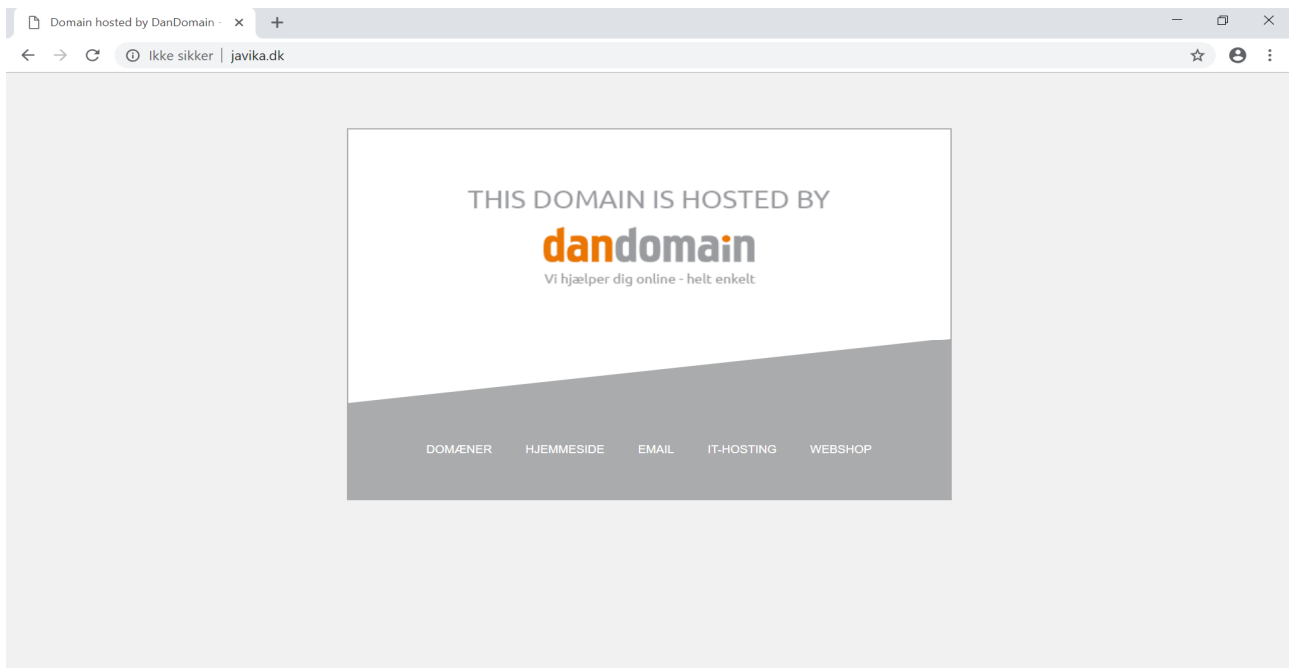 Domain hosted by DanDomain -
Ikke sikker | javika.dk
THIS DOMAIN IS HOSTED BY
dandomain
Vi hjælper dig online - helt enkelt
DOMÆNER HJEMMESIDE EMAIL IT-HOSTING WEBSHOP